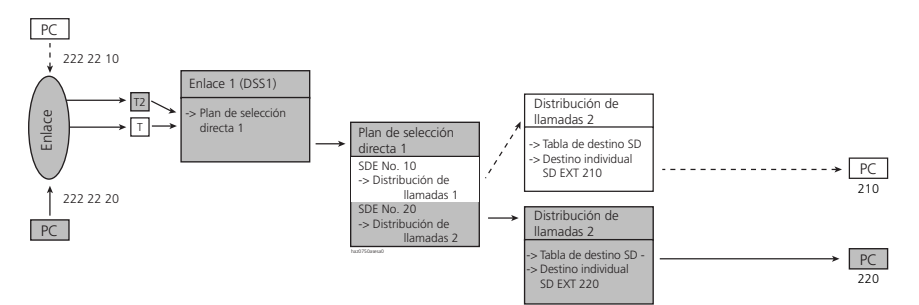 PC
222 22 10
Enlace
T2
T
222 22 20
PC
Enlace 1 (DSS1)
-> Plan de selección
directa 1
Plan de selección
directa 1
SDE No. 10
-> Distribución de
llamadas 1
SDE No. 20
-> Distribución de
llamadas 2
Distribución de
llamadas 2
-> Tabla de destino SD
-> Destino individual
SD EXT 210
PC
210
Distribución de
llamadas 2
-> Tabla de destino SD -
-> Destino individual
SD EXT 220
PC
220